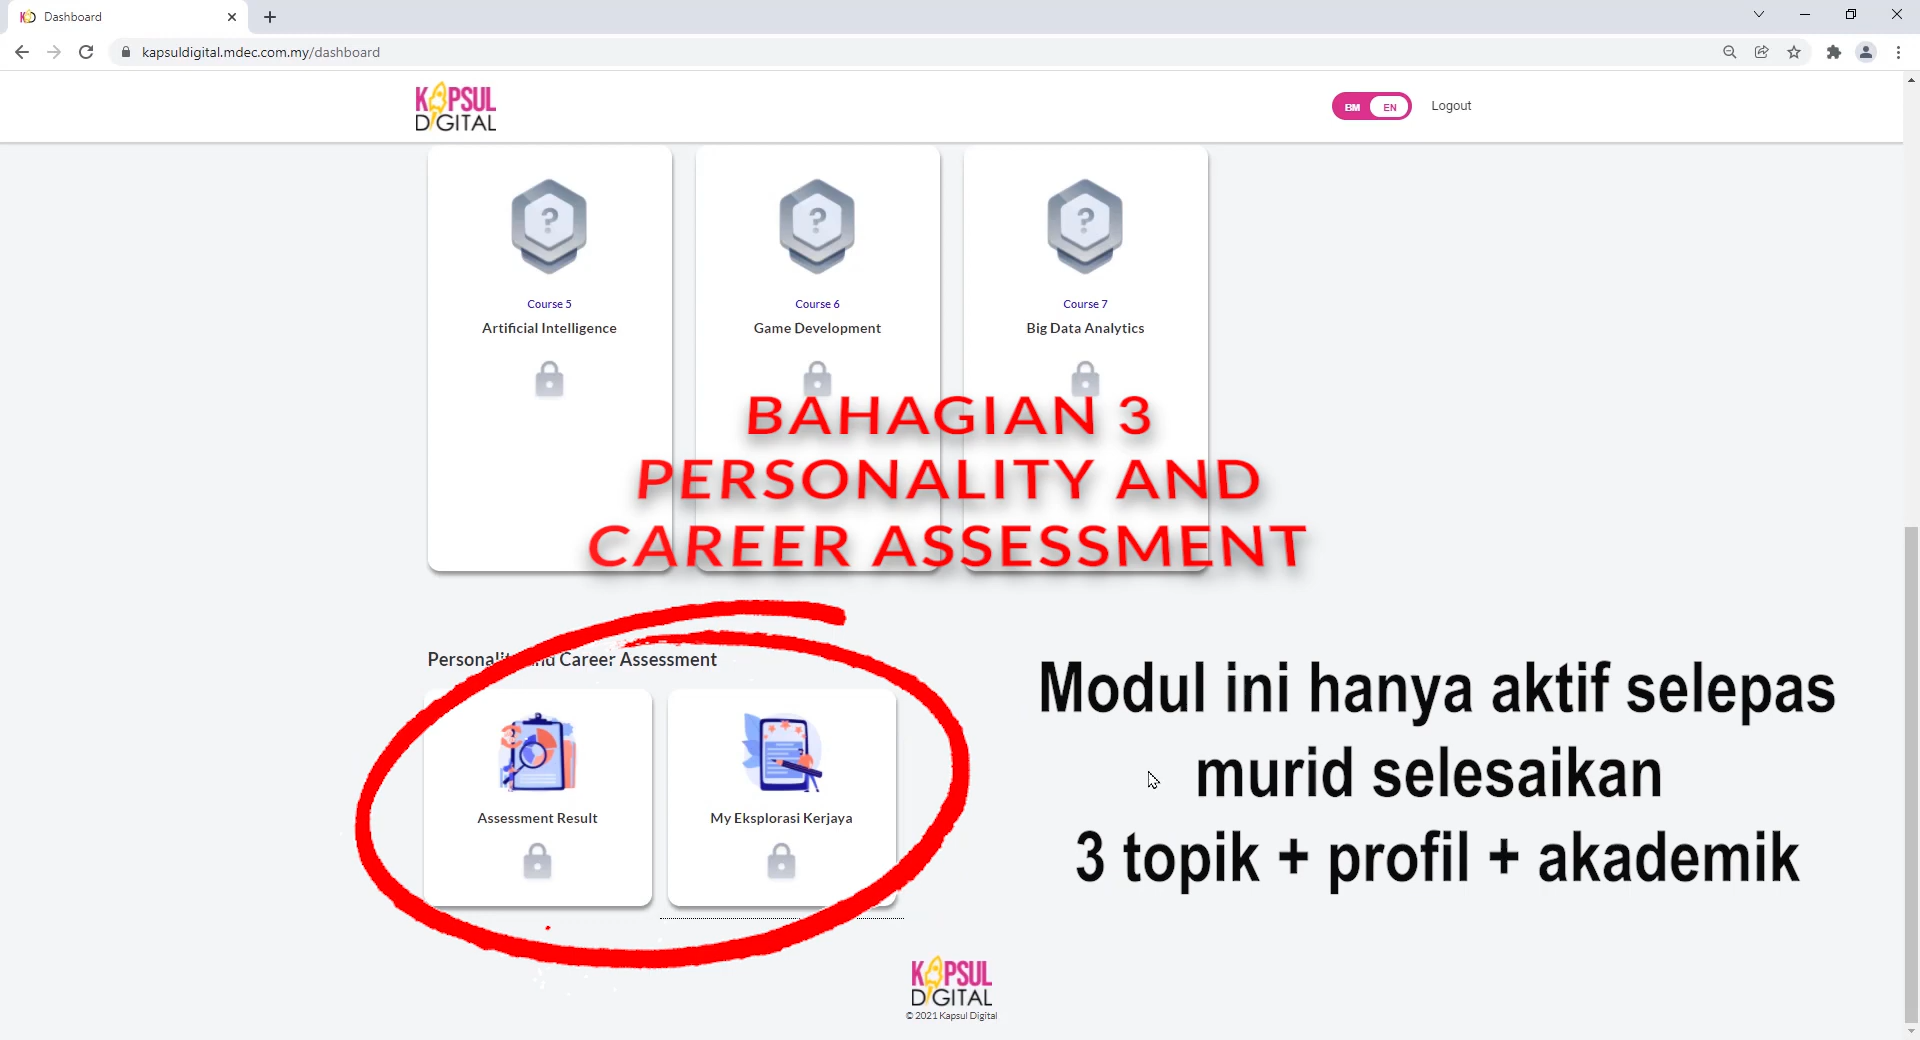 Dashboard
kapsuldigital.mdec.com.my/dashboard
KAPSUL
DIGITAL
BM EN
Logout
?
?
?
Course 5
Course 6
Course 7
Artificial Intelligence
Game Development
Big Data Analytics
BAHAGIAN 3
PERSONALITY AND
CAREER ASSESSMENT
Personality and Career Assessment
Assessment Result
My Eksplorasi Kerjaya
Modul ini hanya aktif selepas
murid selesaikan
3 topik + profil + akademik
KAPSUL
DIGITAL
© 2021 Kapsul Digital